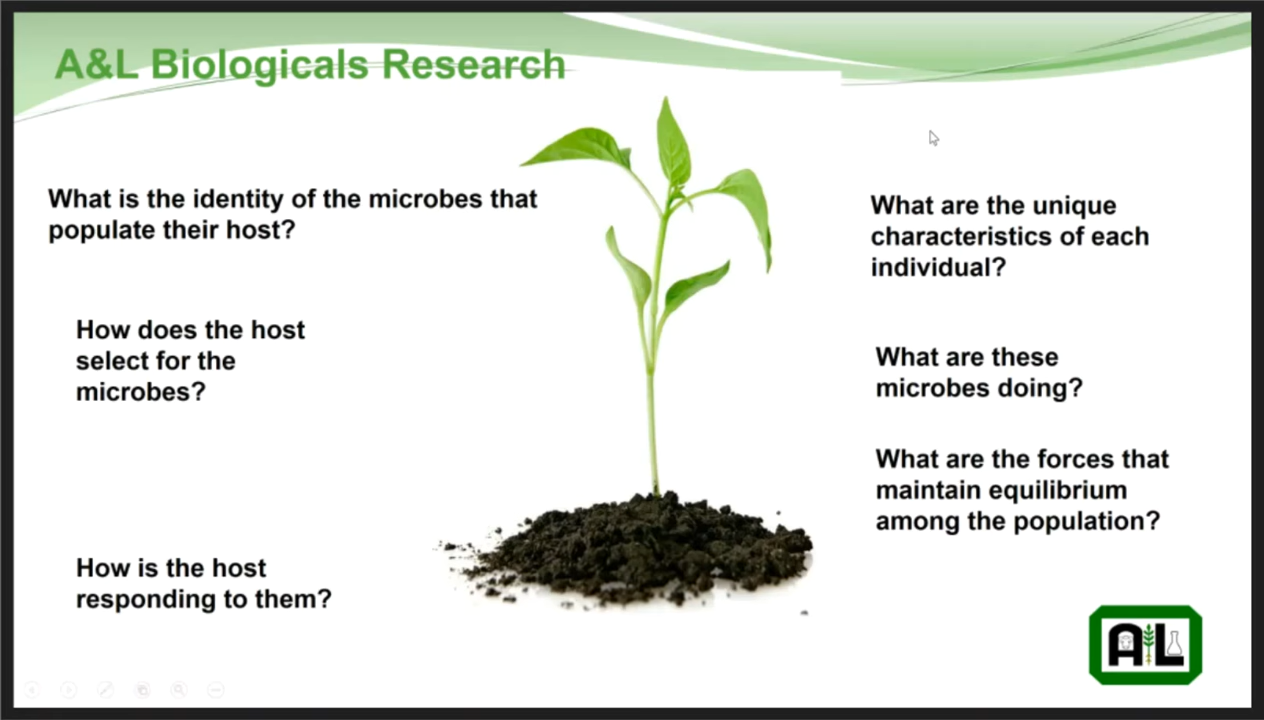 A&L Biologicals Research
What is the identity of the microbes that
populate their host?
How does the host
select for the
microbes?
How is the host
responding to them?
What are the unique
characteristics of each
individual?
What are these
microbes doing?
What are the forces that
maintain equilibrium
among the population?
A L